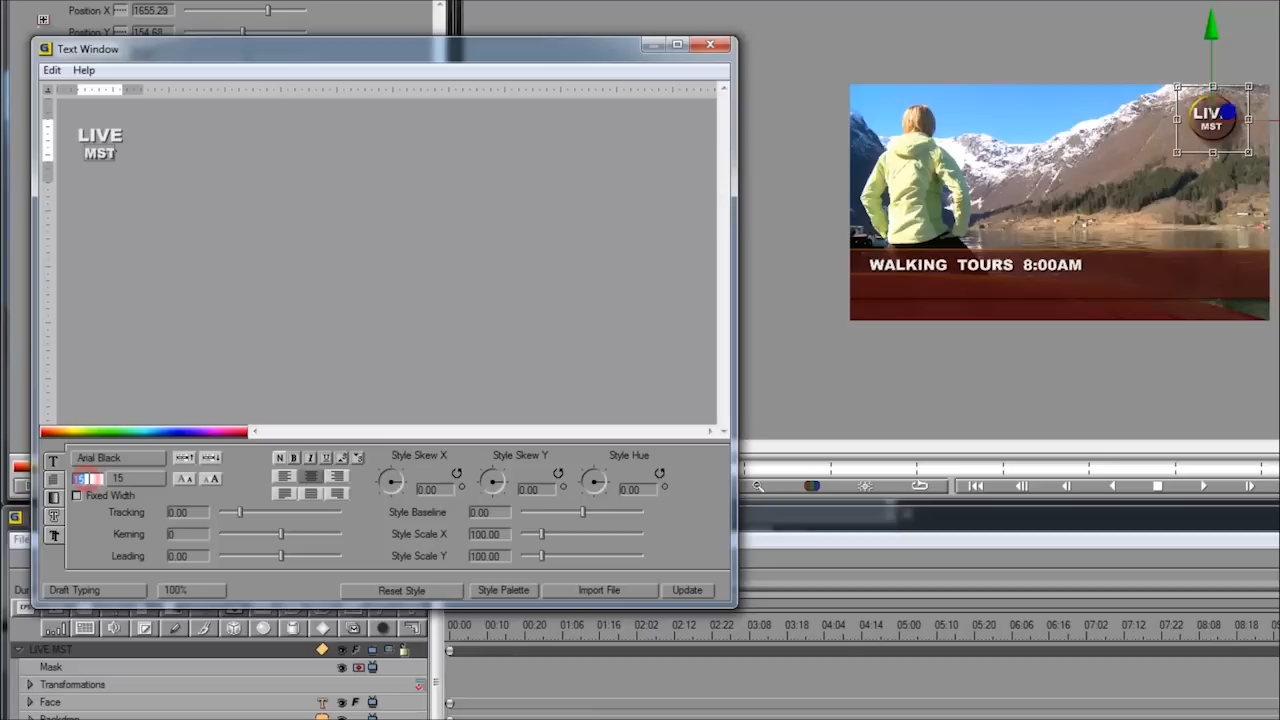 Position X 1655.29
Position Y 154.68
Text Window
Edit Help
LIVE
MST
LIV
MST
WALKING TOURS 8:00AM
Arial Black
15
Fixed Width
Tracking 0.00
Kerning 0
Leading 0.00
N B I U
Style Skew X Style Skew Y Style Hue
0.00 0.00 0.00
Style Baseline 0.00
Style Scale X 100.00
Style Scale Y 100.00
Draft Typing 100% Reset Style Style Palette Import File Update
00:00 00:10 00:20 01:06 01:16 02:02 02:12 02:22 03:08 03:18 04:04 04:14 05:00 05:10 05:20 06:06 06:16 07:02 07:12 07:22 08:08 08:18
LIVE MST
Mask
Transformations
Face
Backdrop